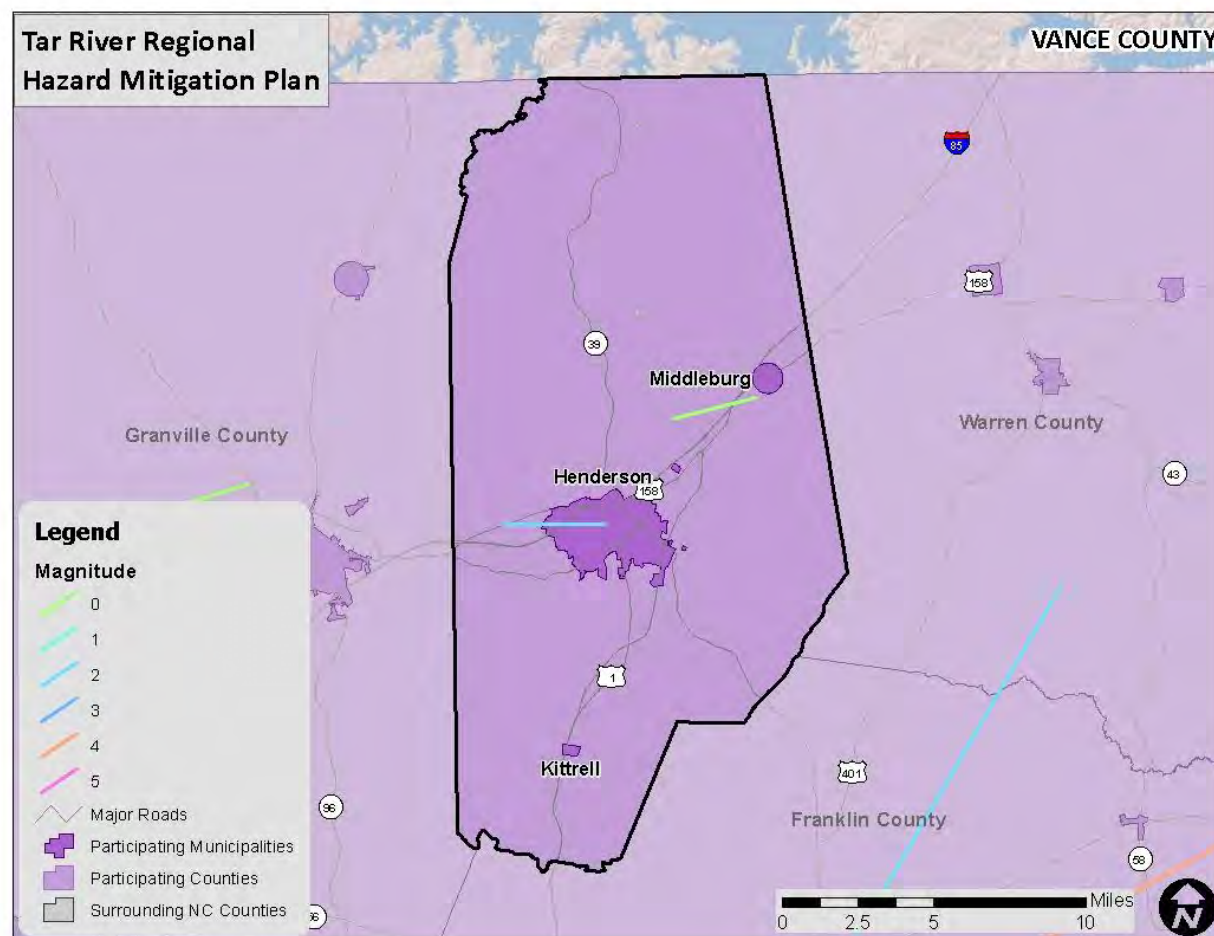 Tar River Regional
Hazard Mitigation Plan
VANCE COUNTY
85
158
39
Middleburg
Granville County
Warren County
43
Henderson
158
Legend
Magnitude
0
1
2
3
4
5
Major Roads
Participating Municipalities
Participating Counties
Surrounding NC Counties
1
Kittrell
401
96
Franklin County
58
56
Miles
0 2.5 5 10
N